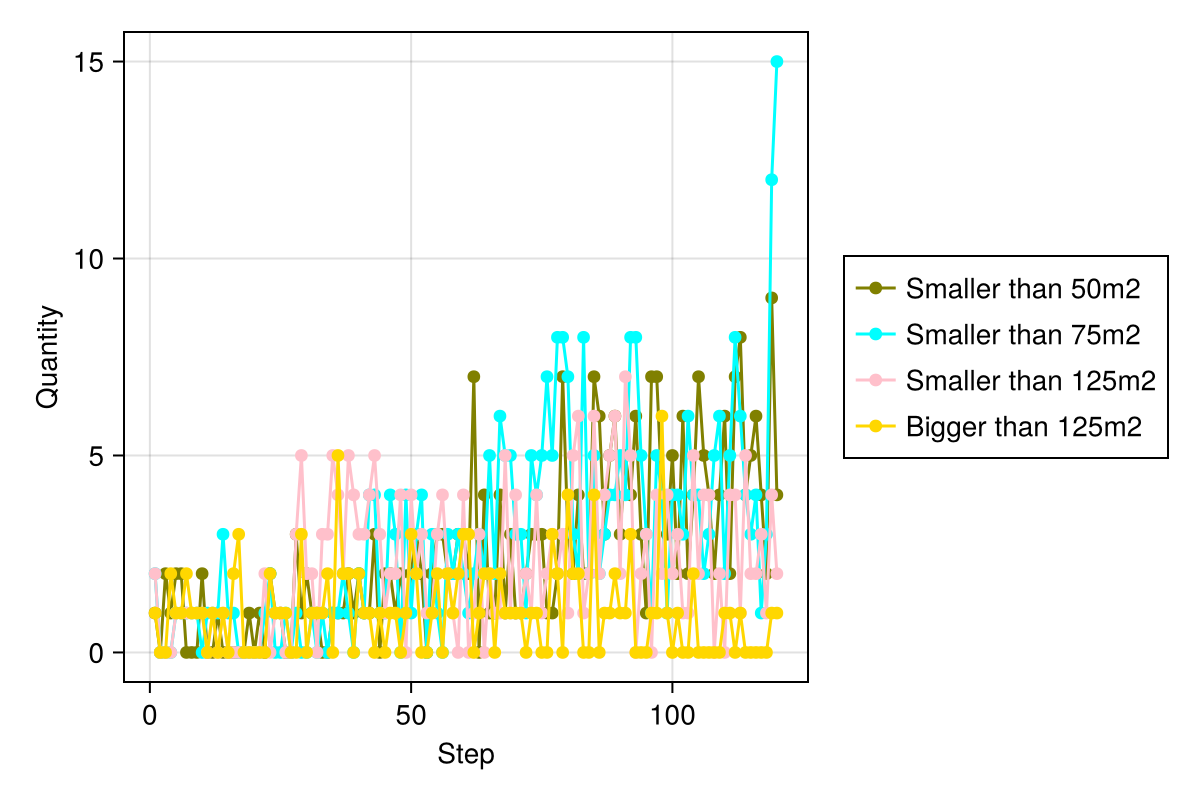 15
10
5
0
Quantity
0
50
100
Step
Smaller than 50m2
Smaller than 75m2
Smaller than 125m2
Bigger than 125m2